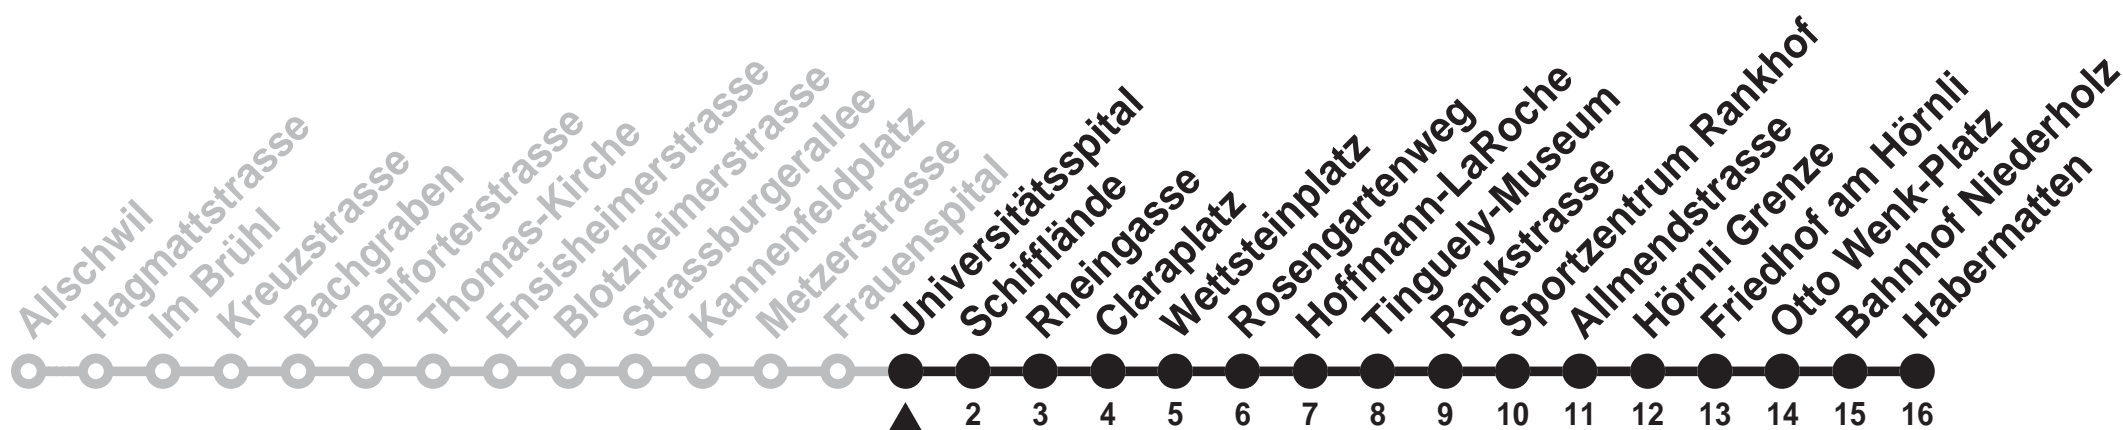 Allschwil
Hagmattstrasse
Im Brühl
Kreuzstrasse
Bachgraben
Belforterstrasse
Thomas-Kirche
Ensisheimerstrasse
Blotzheimerstrasse
Strassburgerallee
Kannenfeldplatz
Metzerstrasse
Frauenspital
Universitätsspital
Schifflände
Rheingasse
Claraplatz
Wettsteinplatz
Rosengartenweg
Hoffmann-LaRoche
Tinguely-Museum
Rankstrasse
Sportzentrum Rankhof
Allmendstrasse
Hörnli Grenze
Friedhof am Hörnli
Otto Wenk-Platz
Bahnhof Niederholz
Habermatten
2 3 4 5 6 7 8 9 10 11 12 13 14 15 16